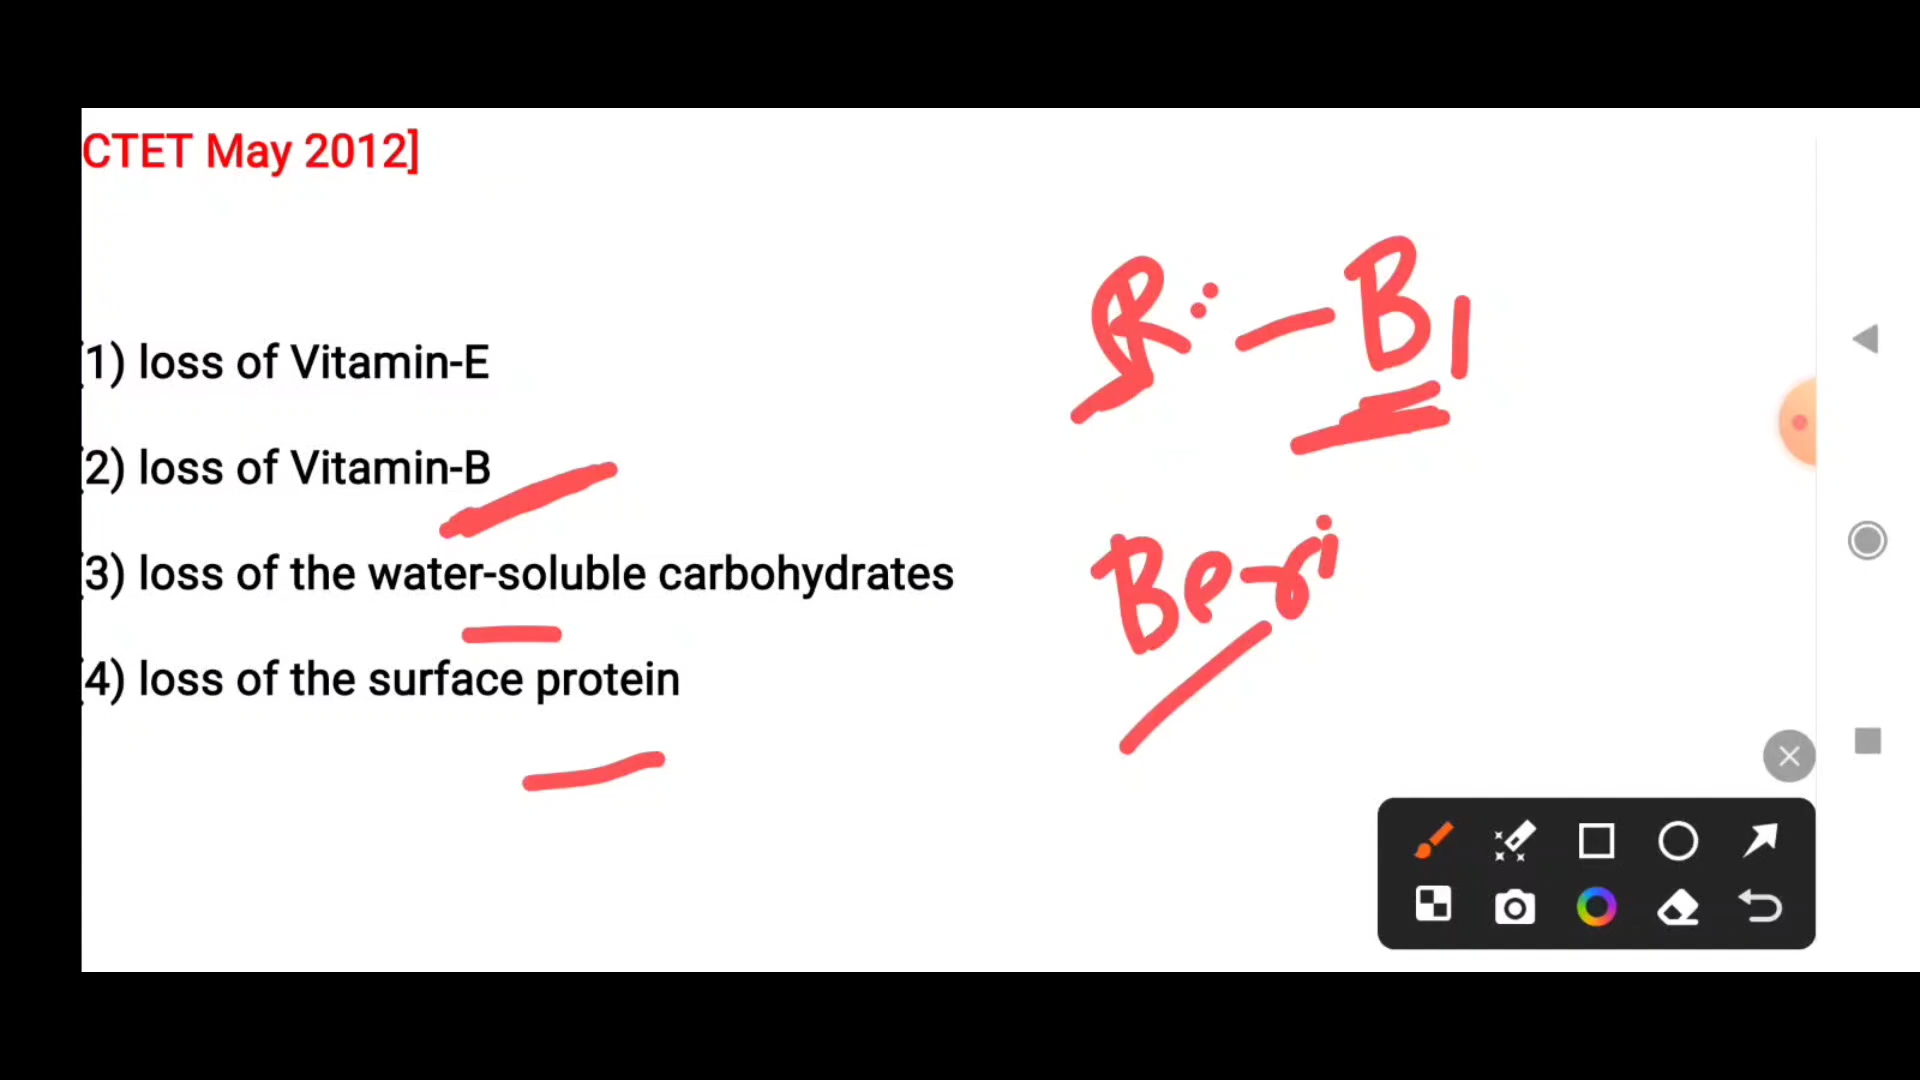 CTET May 2012]
(1) loss of Vitamin-E
(2) loss of Vitamin-B
(3) loss of the water-soluble carbohydrates
(4) loss of the surface protein
B1
Beri